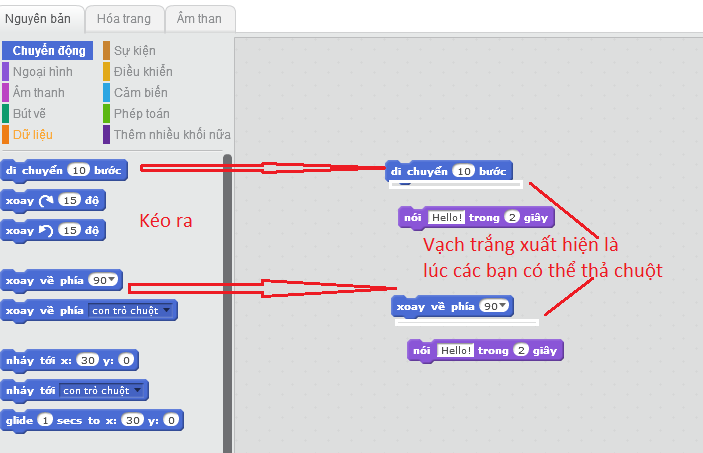 Nguyên bản Hóa trang Âm than
Chuyển động Sự kiện
Ngoại hình Điều khiển
Âm thanh Cảm biến
Bút vẽ Phép toán
Dữ liệu Thêm nhiều khối nữa
di chuyển 10 bước
xoay 15 độ
xoay 15 độ
Kéo ra
xoay về phía 90
xoay về phía con trỏ chuột
nhảy tới x: 30 y: 0
nhảy tới con trỏ chuột
glide 1 secs to x: 30 y: 0
di chuyển 10 bước
nói Hello! trong 2 giây
Vạch trắng xuất hiện là
lúc các bạn có thể thả chuột
xoay về phía 90
nói Hello! trong 2 giây